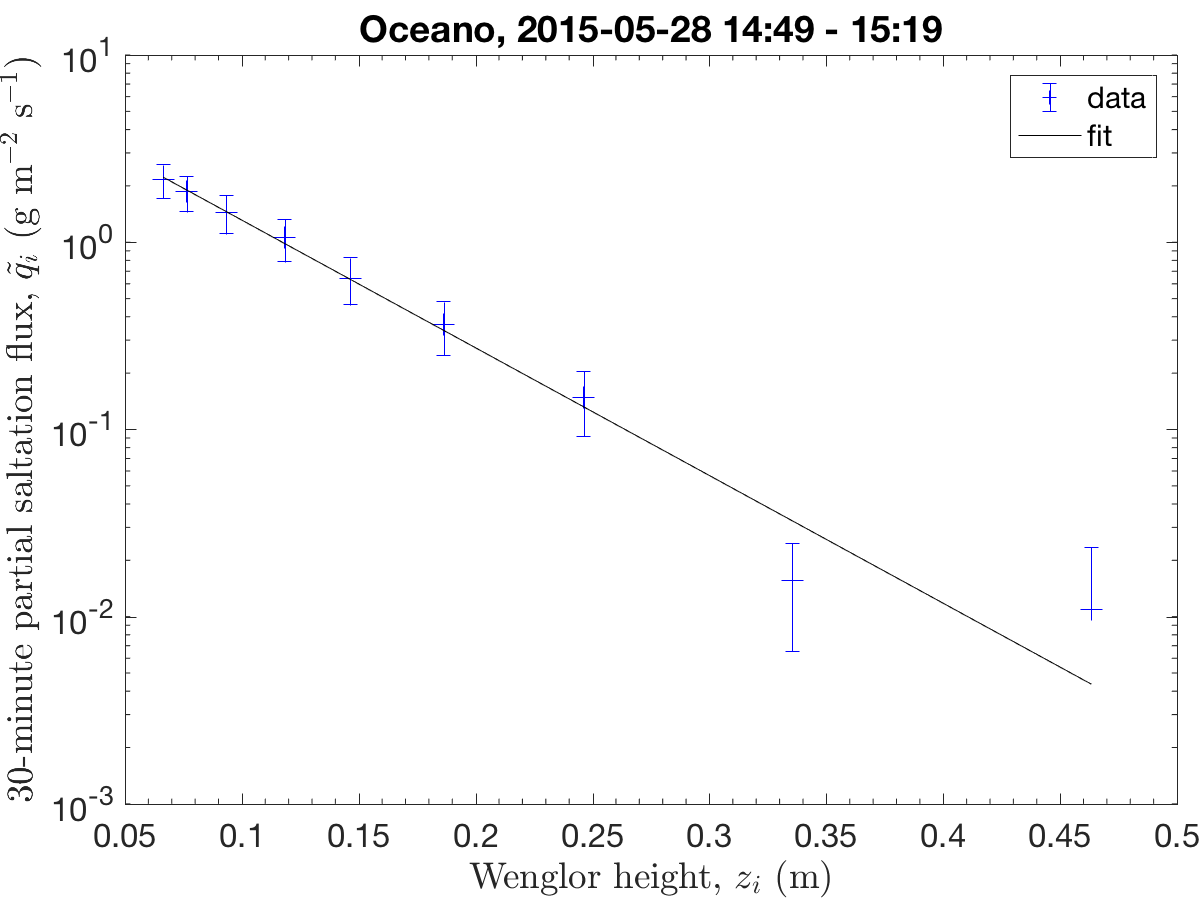 Oceano, 2015-05-28 14:49 - 15:19
data
fit
30-minute partial saltation flux, q̃ᵢ (g m⁻² s⁻¹)
10¹
10⁰
10⁻¹
10⁻²
10⁻³
0.05 0.1 0.15 0.2 0.25 0.3 0.35 0.4 0.45 0.5
Wenglor height, zᵢ (m)